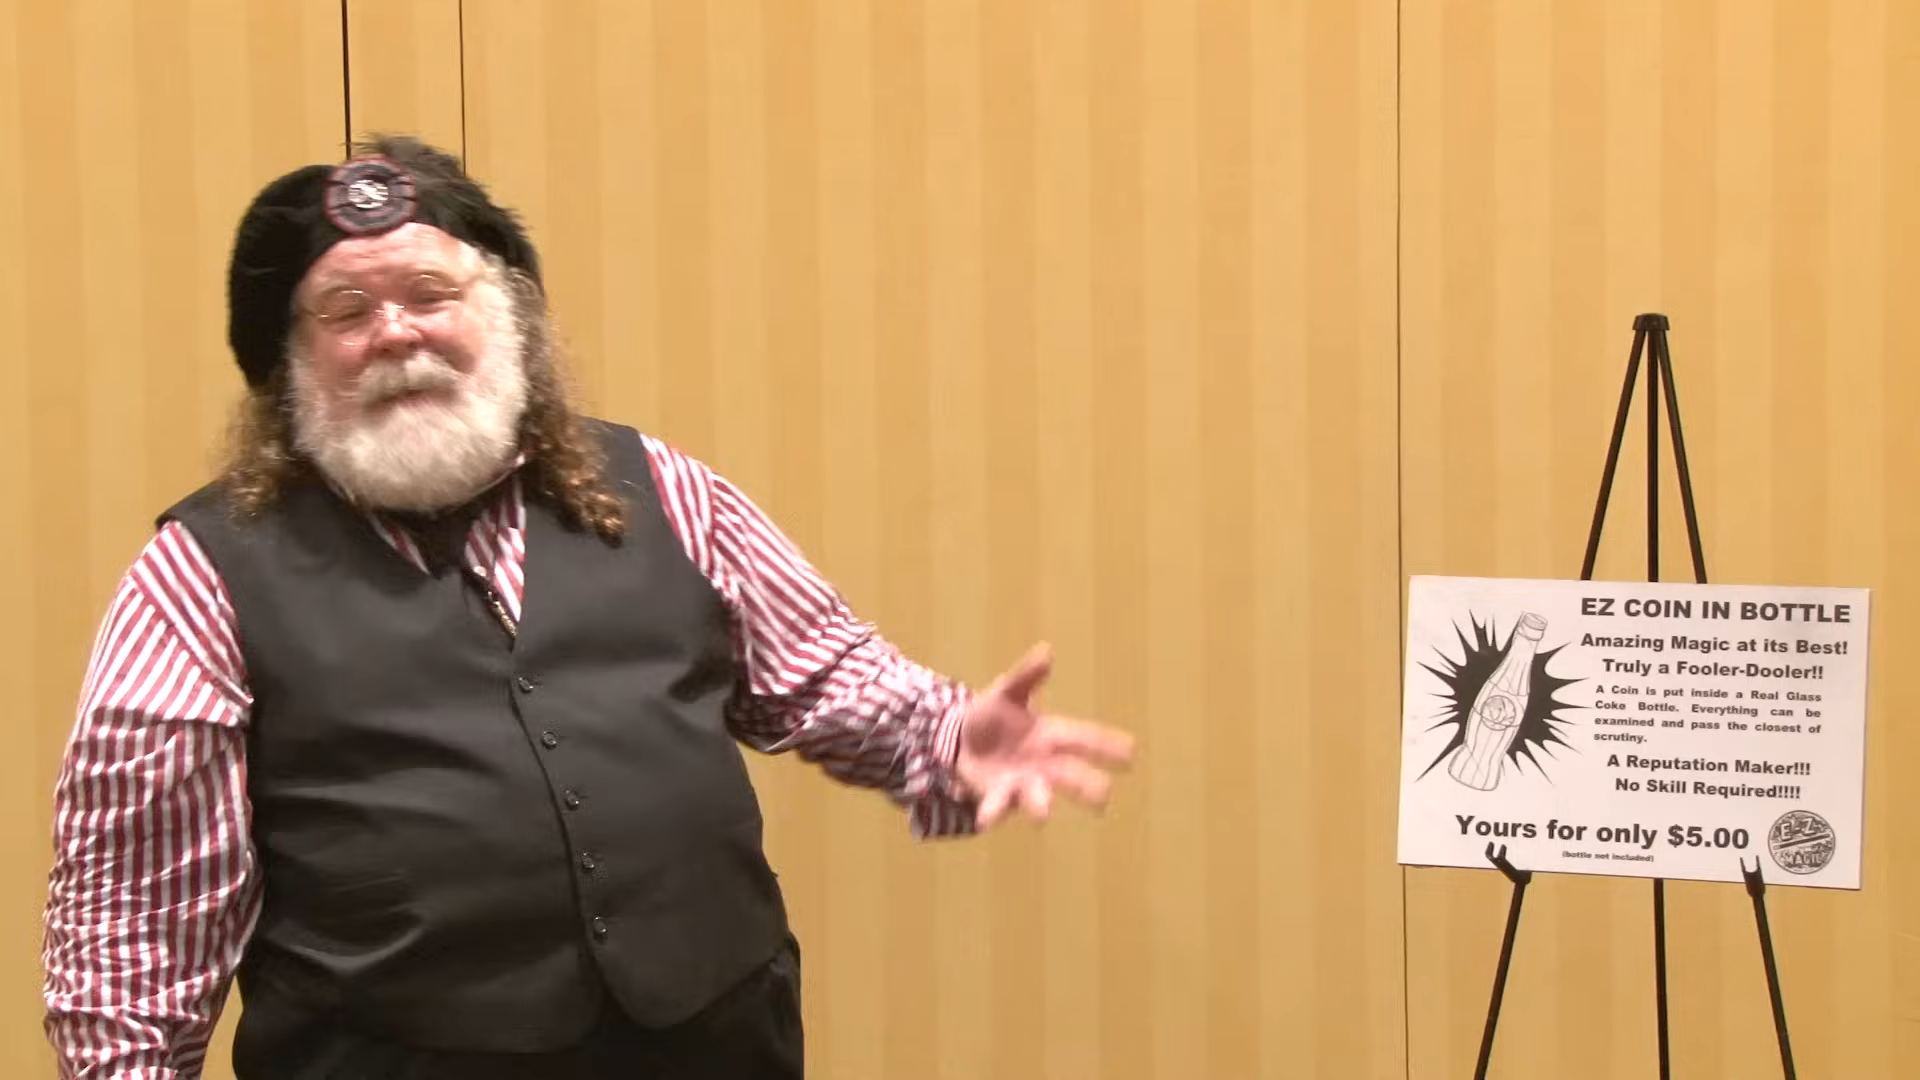 EZ COIN IN BOTTLE
Amazing Magic at its Best!
Truly a Fooler-Dooler!!
A Coin is put inside a Real Glass
Coke Bottle. Everything can be
examined and pass the closest of
scrutiny.
A Reputation Maker!!!
No Skill Required!!!!
Yours for only $5.00
(bottle not included)
E-Z
MAGIC